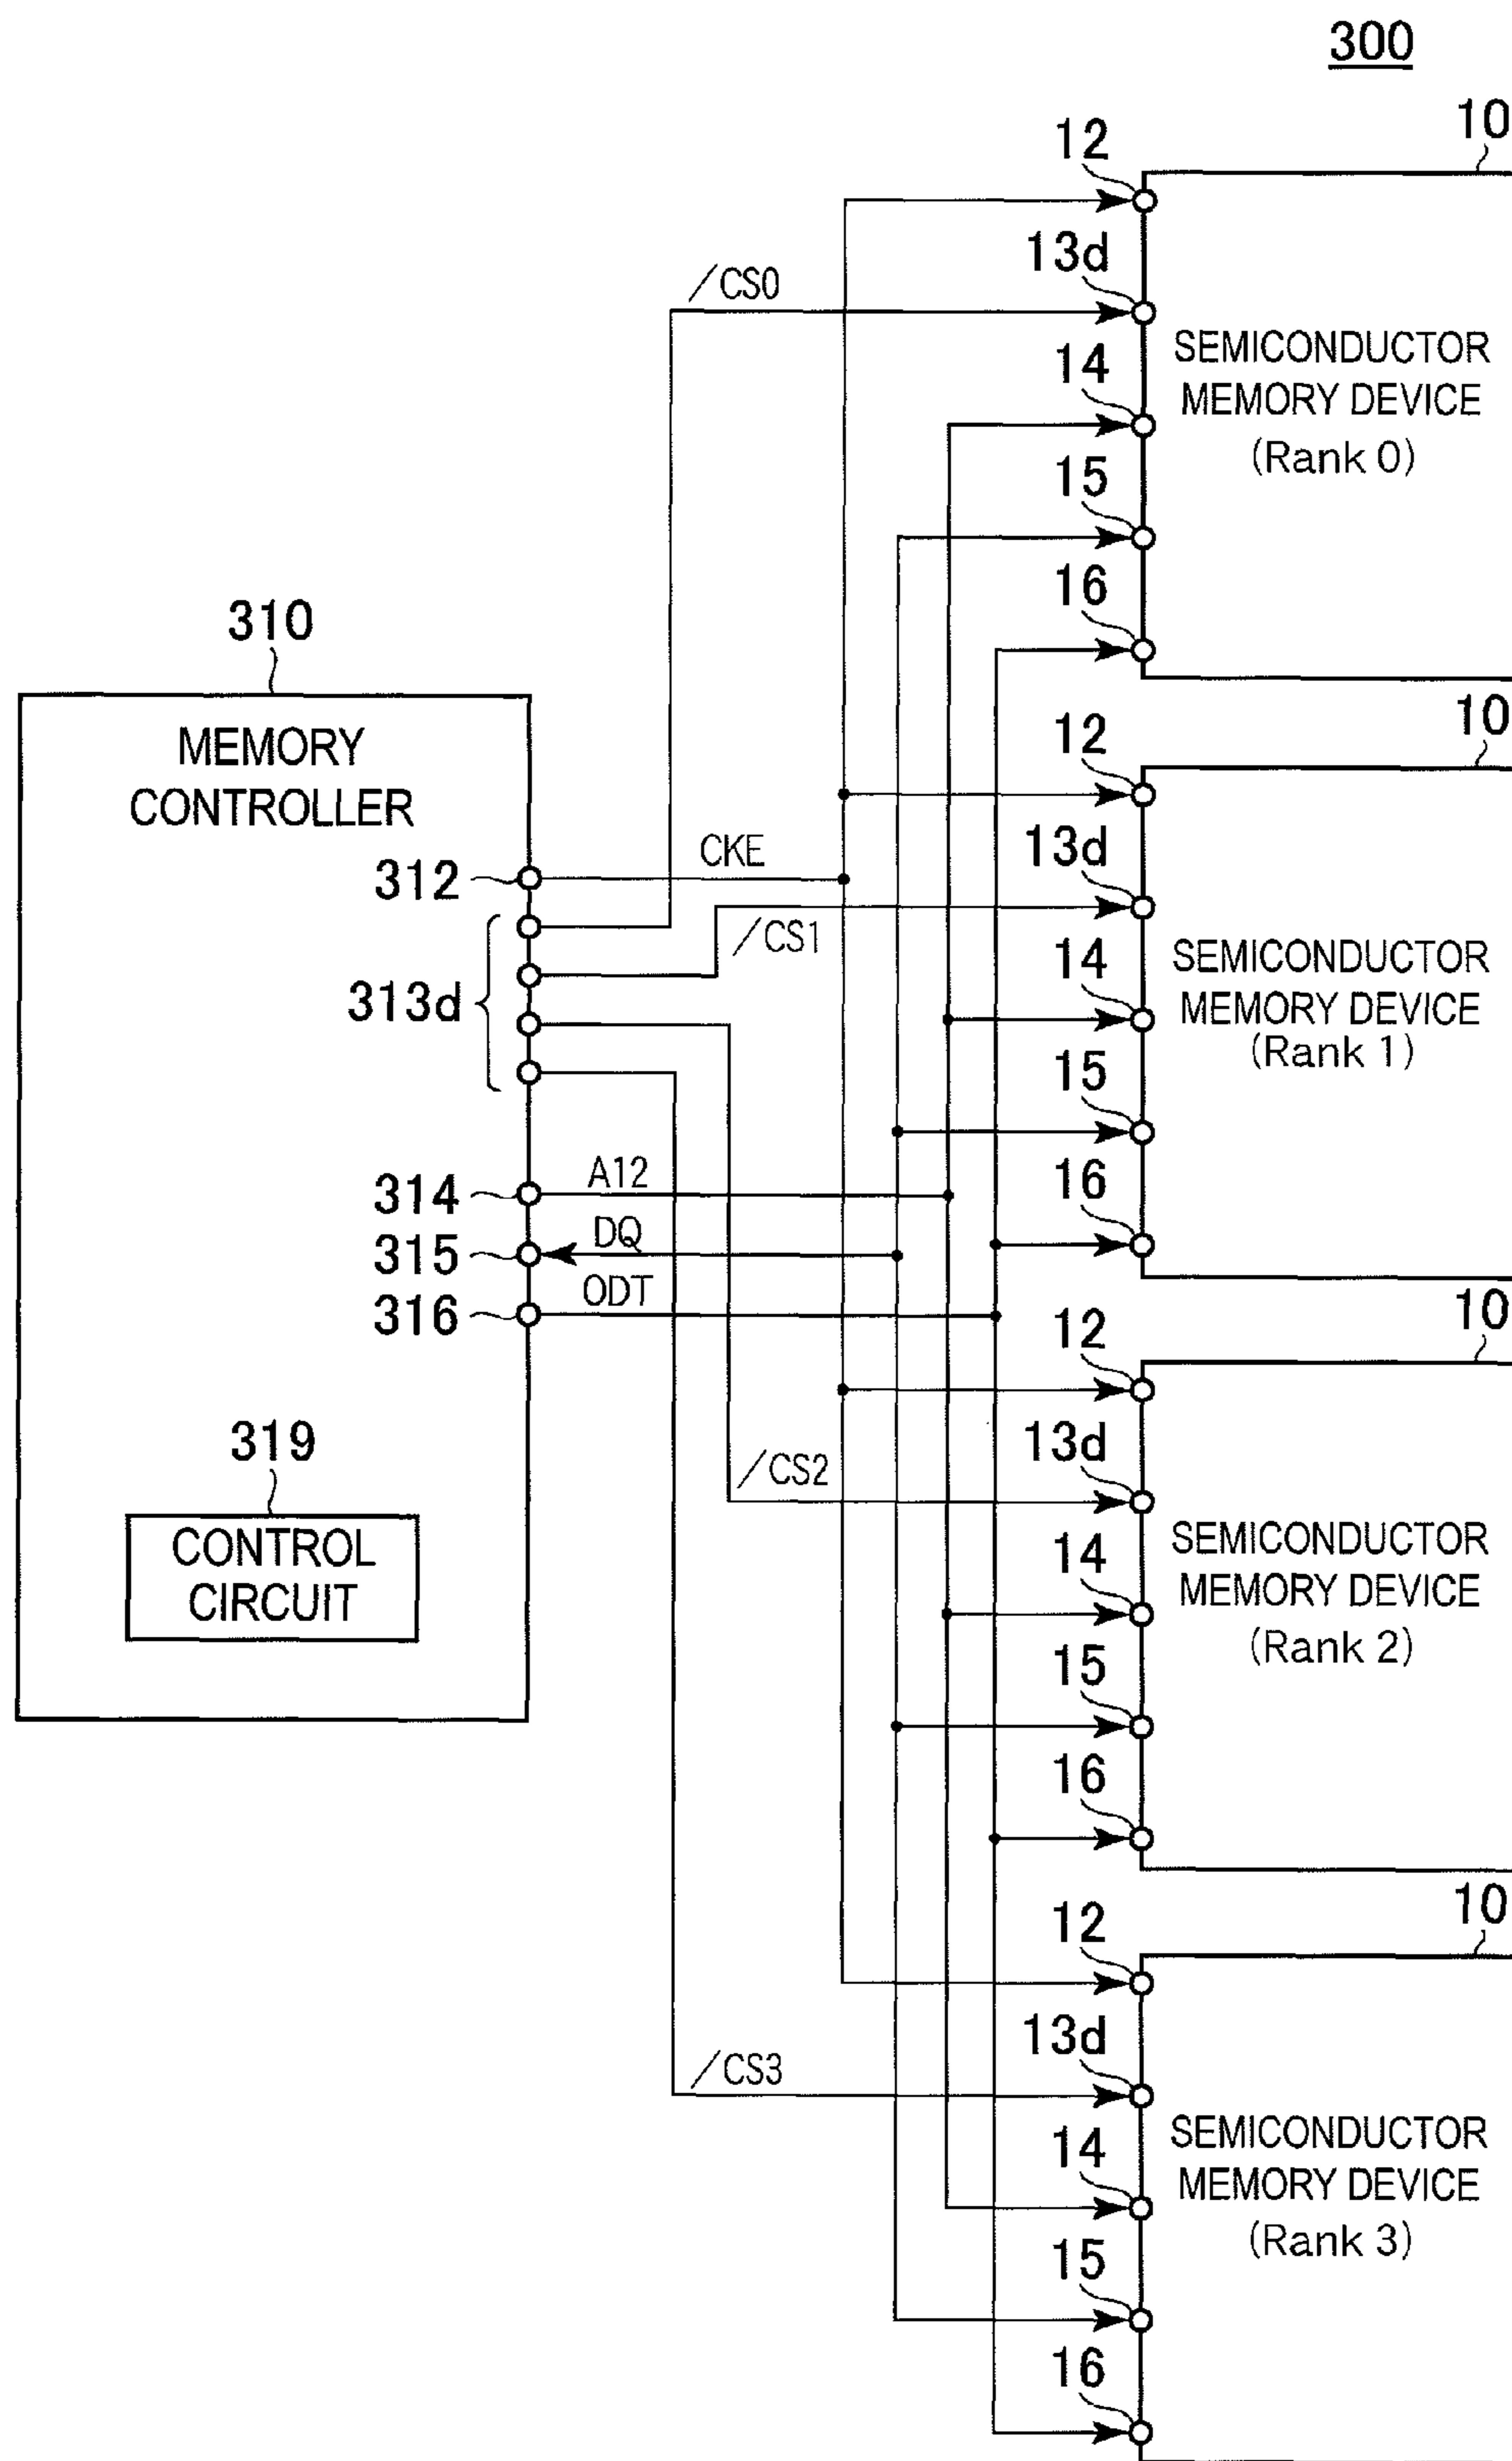 300
10
12
13d
/CS0
SEMICONDUCTOR
MEMORY DEVICE
(Rank 0)
14
15
16
310
MEMORY
CONTROLLER
10
12
13d
CKE
312
/CS1
SEMICONDUCTOR
MEMORY DEVICE
(Rank 1)
14
313d
15
16
A12
314
DQ
315
ODT
316
10
12
13d
319
/CS2
CONTROL
CIRCUIT
SEMICONDUCTOR
MEMORY DEVICE
(Rank 2)
14
15
16
10
12
13d
/CS3
SEMICONDUCTOR
MEMORY DEVICE
(Rank 3)
14
15
16